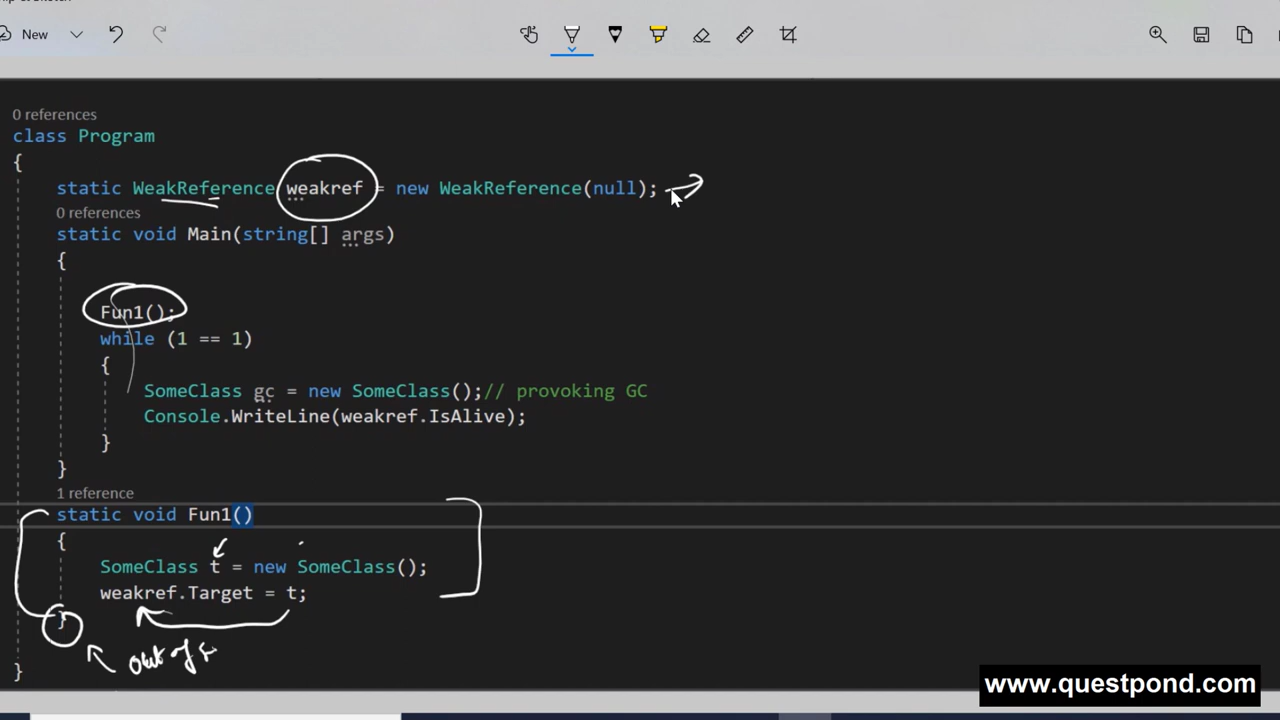 New
0 references
class Program
{
static WeakReference weakref = new WeakReference(null);
0 references
static void Main(string[] args)
{
Fun1();
while (1 == 1)
{
SomeClass gc = new SomeClass();// provoking GC
Console.WriteLine(weakref.IsAlive);
}
}
1 reference
static void Fun1()
{
SomeClass t = new SomeClass();
weakref.Target = t;
}
out of
}
www.questpond.com